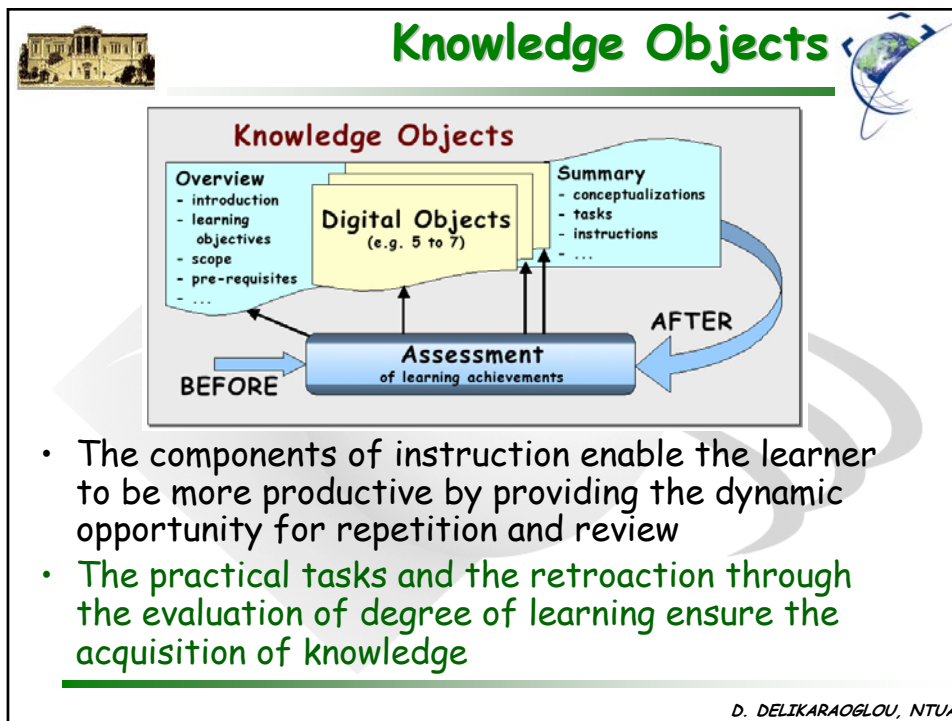 Knowledge Objects
Knowledge Objects
Overview
- introduction
- learning
objectives
- scope
- pre-requisites
- ...
Digital Objects
(e.g. 5 to 7)
Summary
- conceptualizations
- tasks
- instructions
- ...
BEFORE
Assessment
of learning achievements
AFTER
• The components of instruction enable the learner
to be more productive by providing the dynamic
opportunity for repetition and review
• The practical tasks and the retroaction through
the evaluation of degree of learning ensure the
acquisition of knowledge
D. DELIKARAOGLOU, NTUA